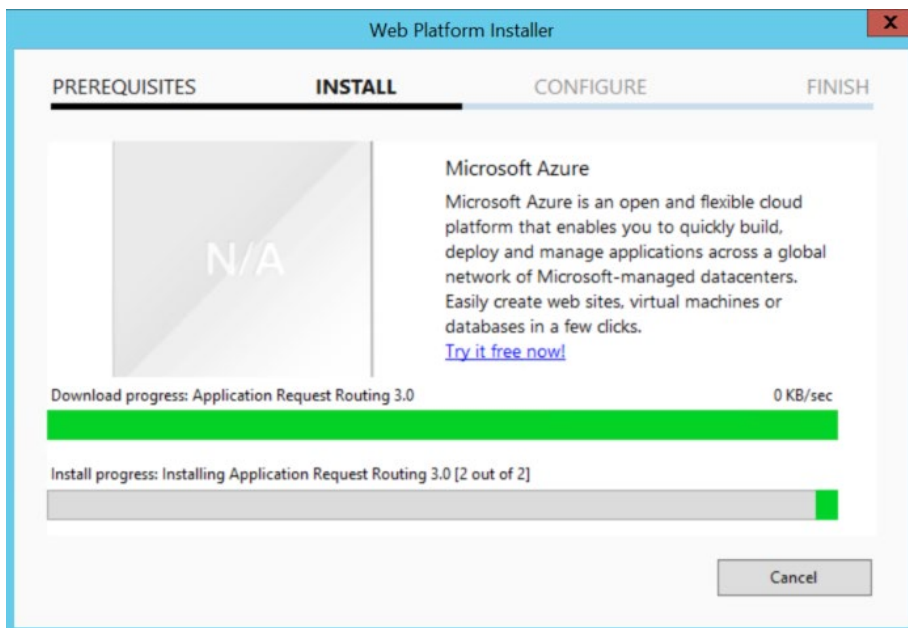 Web Platform Installer
x
PREREQUISITES INSTALL CONFIGURE FINISH
N/A
Microsoft Azure
Microsoft Azure is an open and flexible cloud
platform that enables you to quickly build,
deploy and manage applications across a global
network of Microsoft-managed datacenters.
Easily create web sites, virtual machines or
databases in a few clicks.
Try it free now!
Download progress: Application Request Routing 3.0 0 KB/sec
Install progress: Installing Application Request Routing 3.0 [2 out of 2]
Cancel